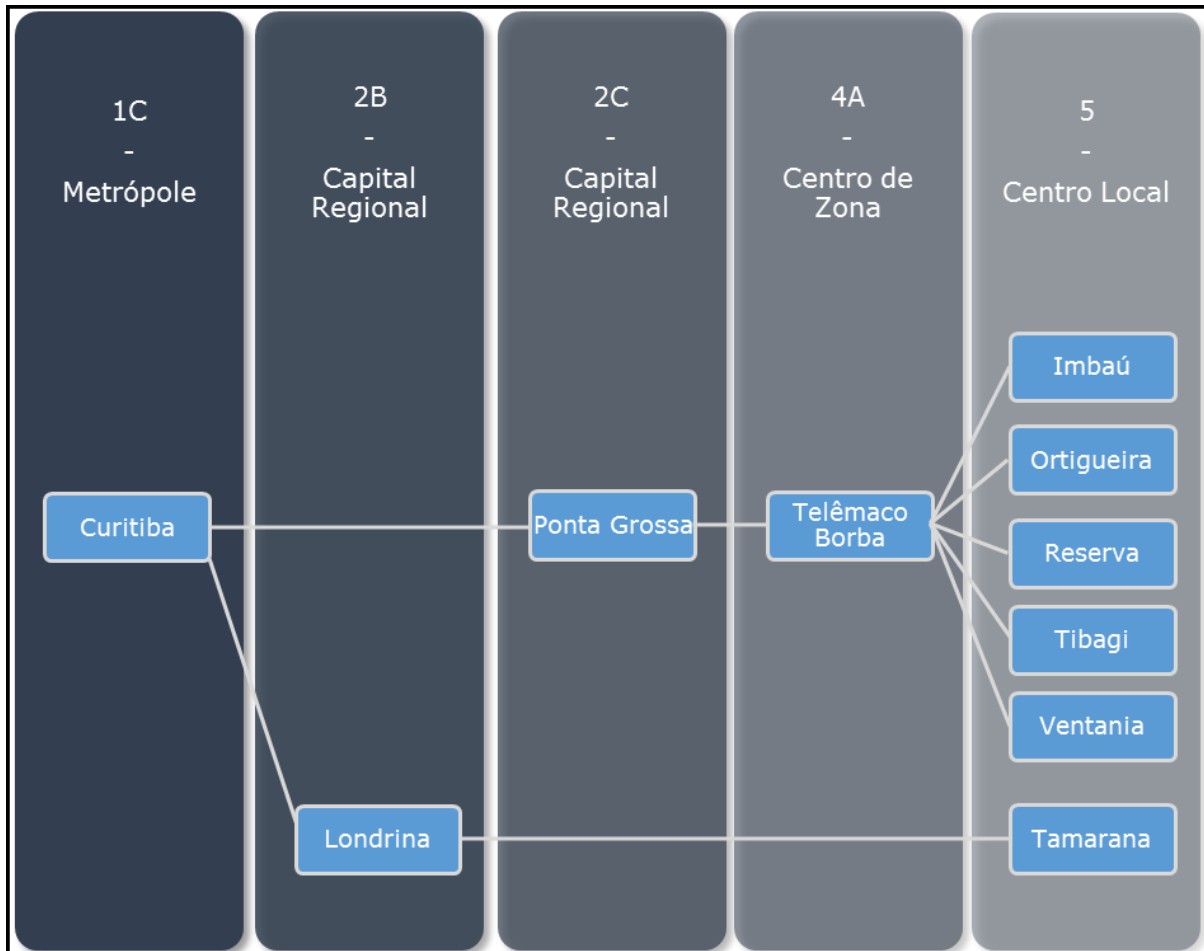 1C
-
Metrópole
2B
-
Capital
Regional
2C
-
Capital
Regional
4A
-
Centro de
Zona
5
-
Centro Local
Imbaú
Ortigueira
Curitiba
Ponta Grossa
Telêmaco
Borba
Reserva
Tibagi
Ventania
Londrina
Tamarana